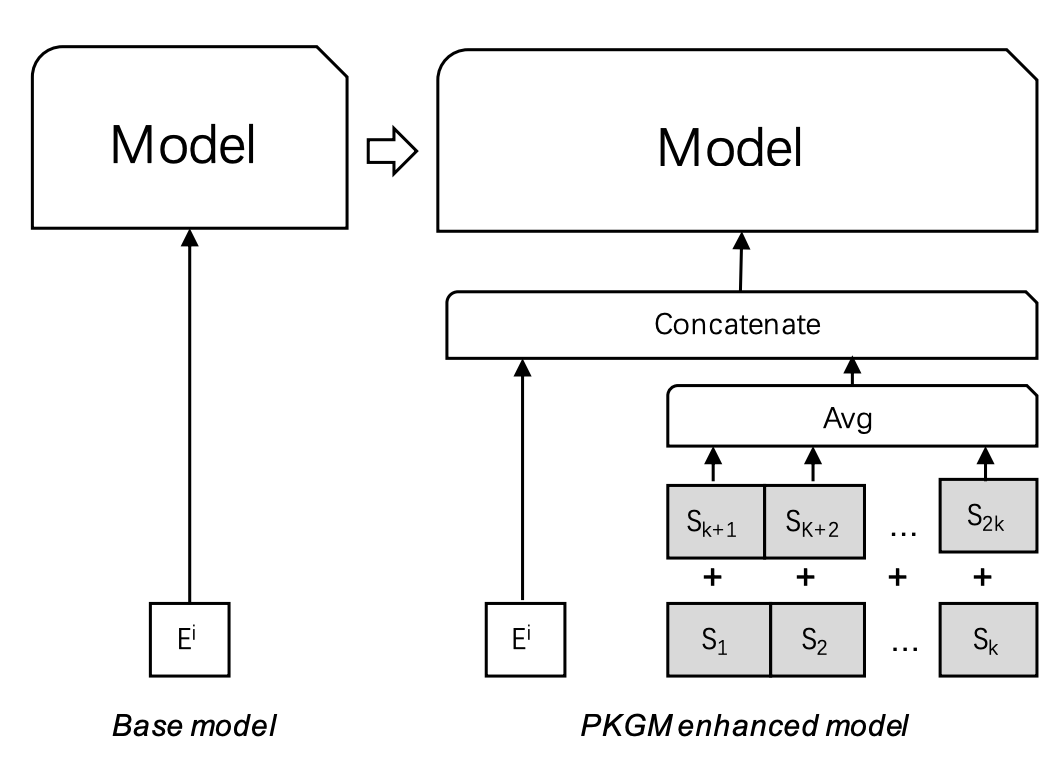 Model
Model
Concatenate
Avg
S_{k+1} S_{K+2} ... S_{2k}
+ + + +
E^i E^i S_1 S_2 ... S_k
Base model PKGM enhanced model